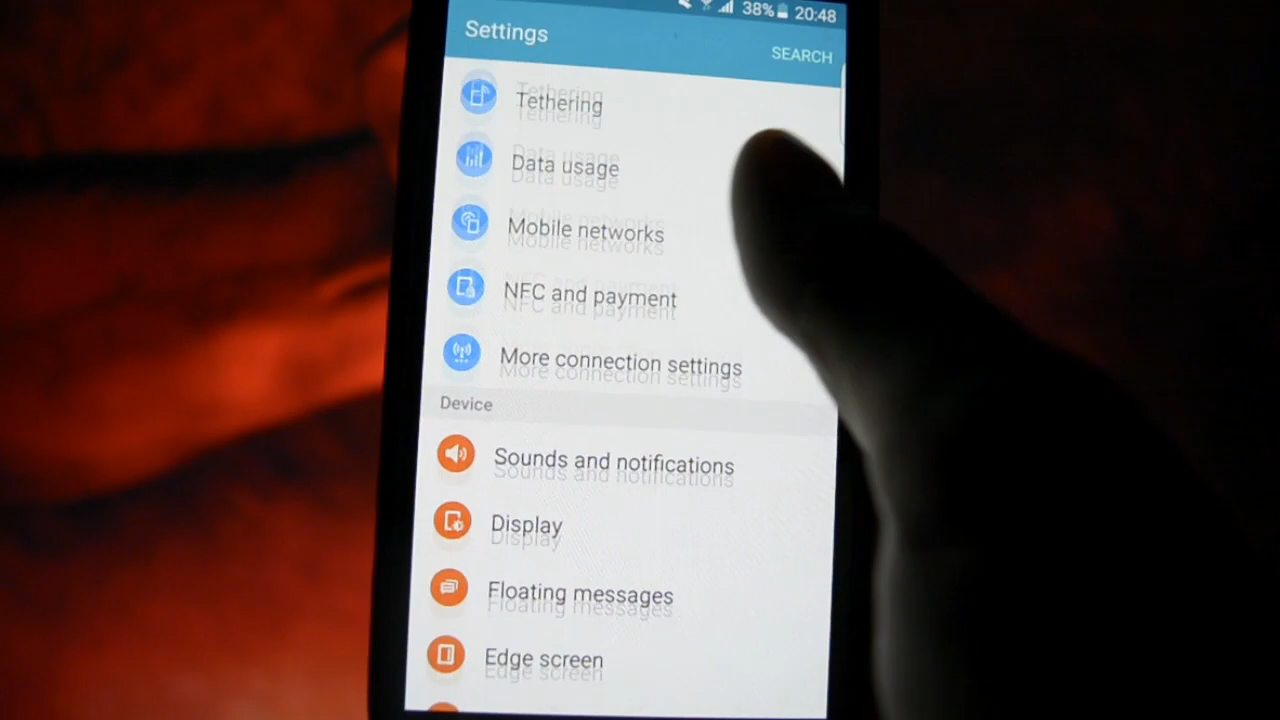 38% 20:48
Settings
SEARCH
Tethering
Data usage
Mobile networks
NFC and payment
More connection settings
Device
Sounds and notifications
Display
Floating messages
Edge screen